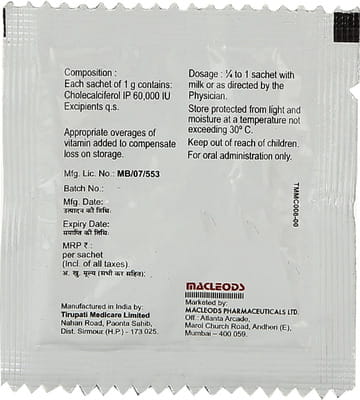 Composition :
Each sachet of 1 g contains:
Cholecalciferol IP 60,000 IU
Excipients q.s.
Appropriate overages of
vitamin added to compensate
loss on storage.
Mfg. Lic. No.: MB/07/553
Batch No.:
Mfg. Date:
उत्पादन की तिथि:
Expiry Date:
समाप्ति की तिथि:
MRP ₹ :
per sachet
(Incl. of all taxes).
अ. खु. मूल्य (सभी कर सहित):
Manufactured in India by:
Tirupati Medicare Limited
Nahan Road, Paonta Sahib,
Dist. Sirmour (H.P.) - 173 025.
Dosage : ¼ to 1 sachet with
milk or as directed by the
Physician.
Store protected from light and
moisture at a temperature not
exceeding 30º C.
Keep out of reach of children.
For oral administration only.
TMMC008-00
MACLEODS
Marketed by:
MACLEODS PHARMACEUTICALS LTD.
Off.: Atlanta Arcade,
Marol Church Road, Andheri (E),
Mumbai – 400 059.